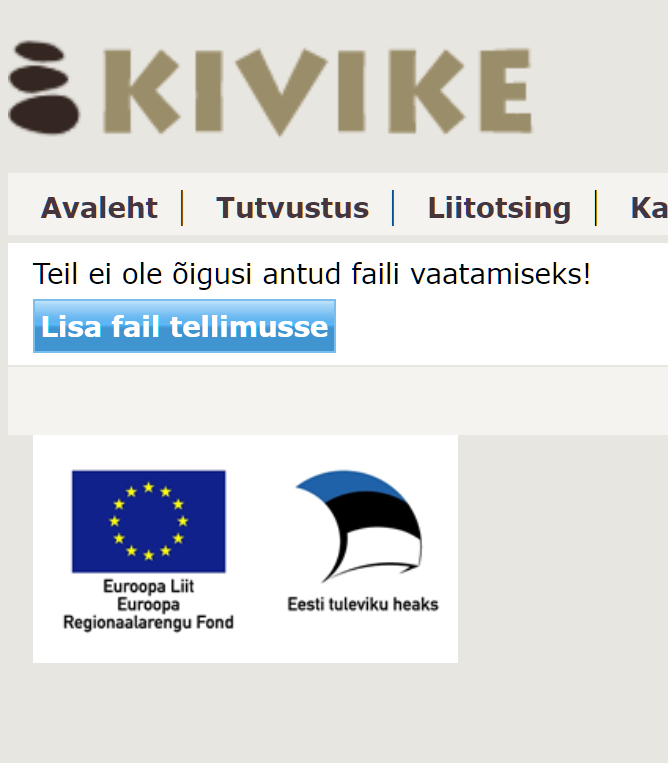 KIVIKE
Avaleht Tutvustus Liitotsing Ka
Teil ei ole õigusi antud faili vaatamiseks!
Lisa fail tellimusse
Euroopa Liit
Euroopa
Regionaalarengu Fond
Eesti tuleviku heaks